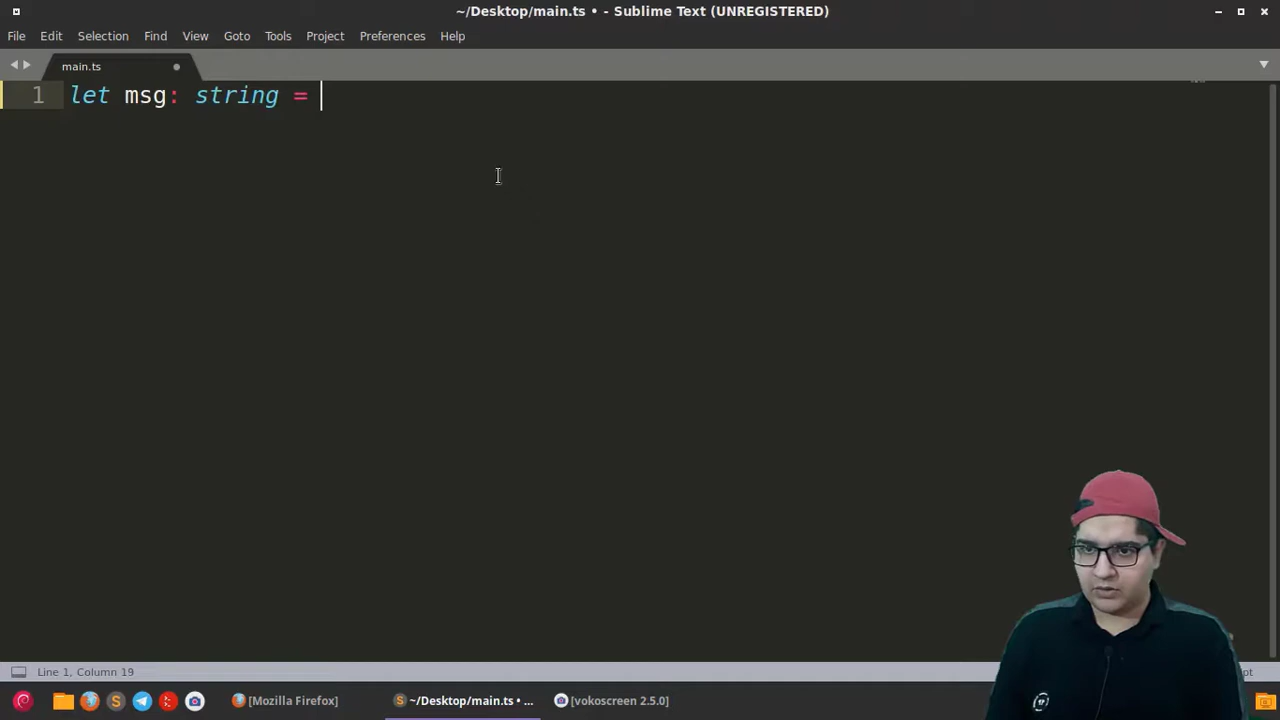 ~/Desktop/main.ts • - Sublime Text (UNREGISTERED)
File Edit Selection Find View Goto Tools Project Preferences Help
main.ts
1 let msg: string =
Line 1, Column 19
[Mozilla Firefox] ~/Desktop/main.ts • ... [vokoscreen 2.5.0]